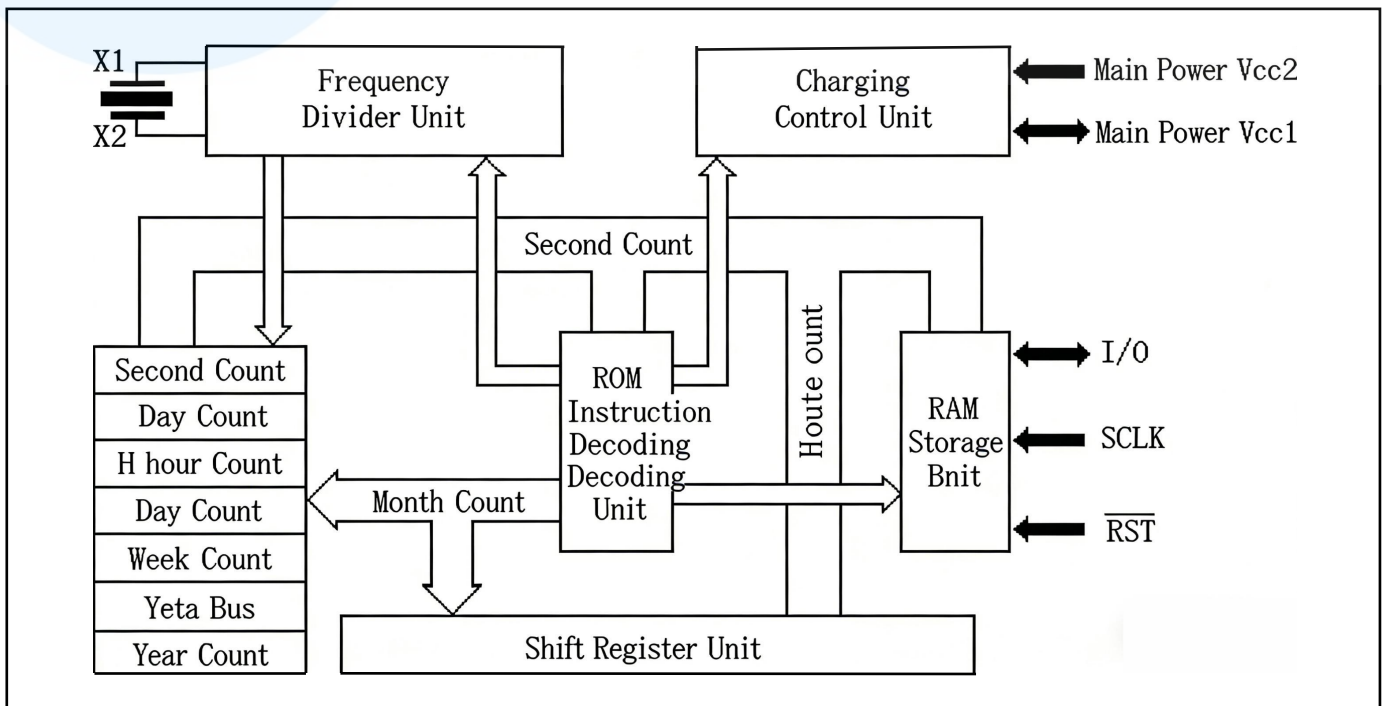 X1
X2
Frequency
Divider Unit
Charging
Control Unit
Main Power Vcc2
Main Power Vcc1
Second Count
Houte ount
Second Count
Day Count
H hour Count
Day Count
Week Count
Yeta Bus
Year Count
Month Count
ROM
Instruction
Decoding
Decoding
Unit
RAM
Storage
Bnit
I/O
SCLK
RST
Shift Register Unit